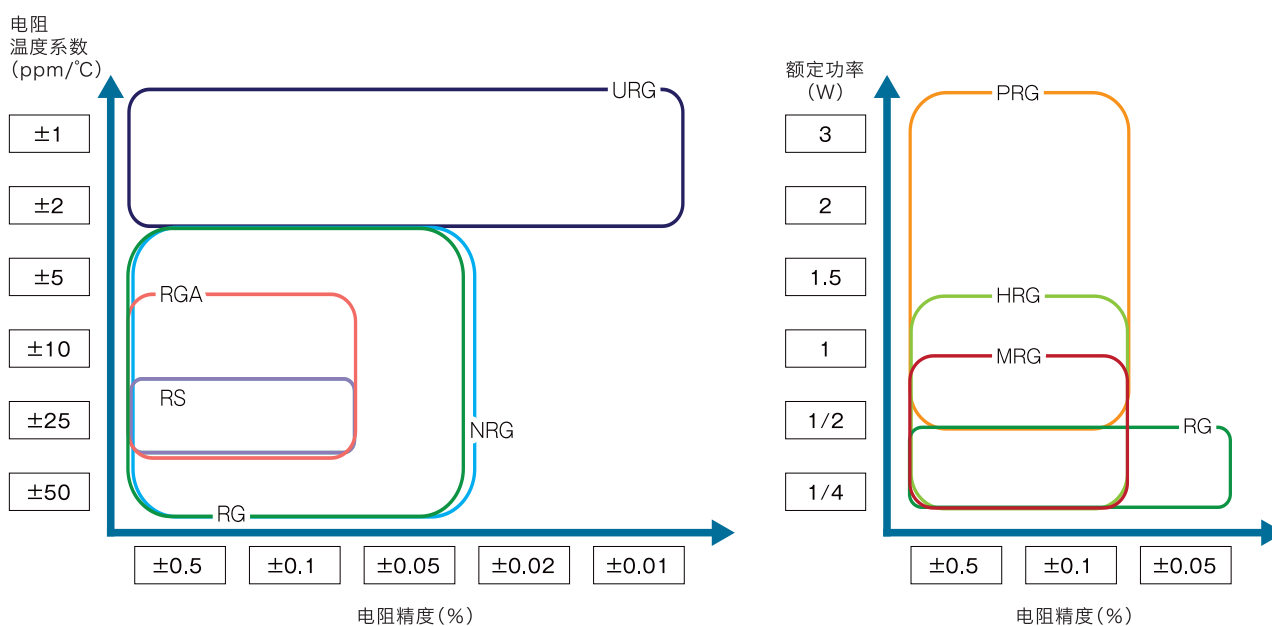 电阻
温度系数
(ppm/℃)
URG
±1
±2
±5
RGA
±10
RS
±25
NRG
±50
RG
±0.5 ±0.1 ±0.05 ±0.02 ±0.01
电阻精度(%)
额定功率
(W)
PRG
3
2
1.5
HRG
1
MRG
1/2
RG
1/4
±0.5 ±0.1 ±0.05
电阻精度(%)